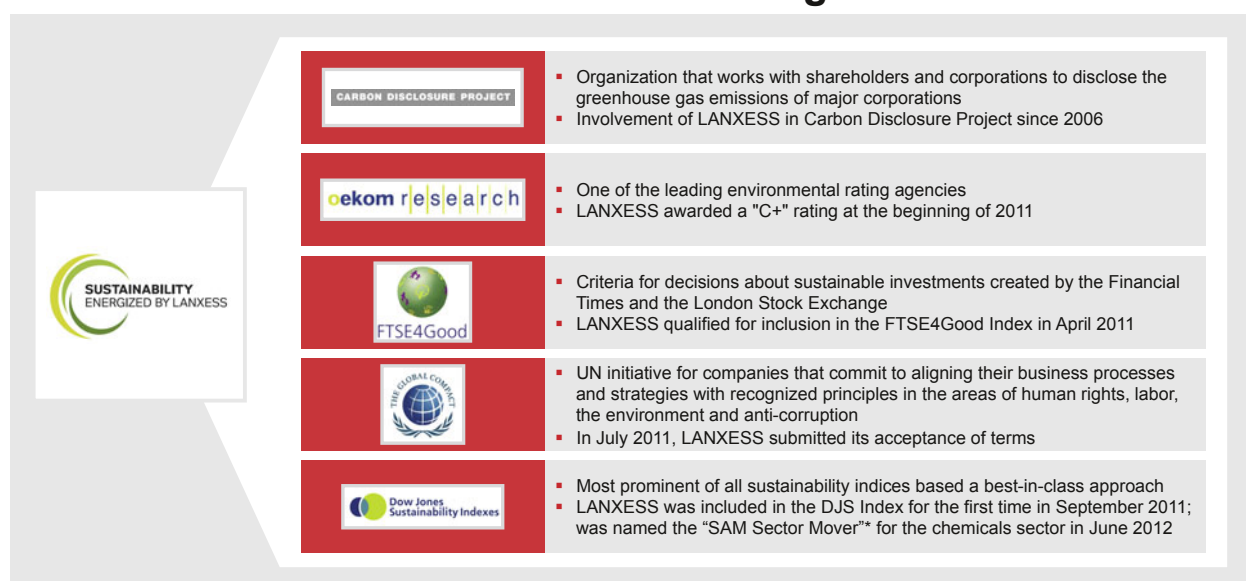 CARBON DISCLOSURE PROJECT
▪ Organization that works with shareholders and corporations to disclose the
greenhouse gas emissions of major corporations
▪ Involvement of LANXESS in Carbon Disclosure Project since 2006
oekom research
▪ One of the leading environmental rating agencies
▪ LANXESS awarded a "C+" rating at the beginning of 2011
SUSTAINABILITY
ENERGIZED BY LANXESS
FTSE4Good
▪ Criteria for decisions about sustainable investments created by the Financial
Times and the London Stock Exchange
▪ LANXESS qualified for inclusion in the FTSE4Good Index in April 2011
THE GLOBAL COMPACT
▪ UN initiative for companies that commit to aligning their business processes
and strategies with recognized principles in the areas of human rights, labor,
the environment and anti-corruption
▪ In July 2011, LANXESS submitted its acceptance of terms
Dow Jones
Sustainability Indexes
▪ Most prominent of all sustainability indices based a best-in-class approach
▪ LANXESS was included in the DJS Index for the first time in September 2011;
was named the “SAM Sector Mover”* for the chemicals sector in June 2012